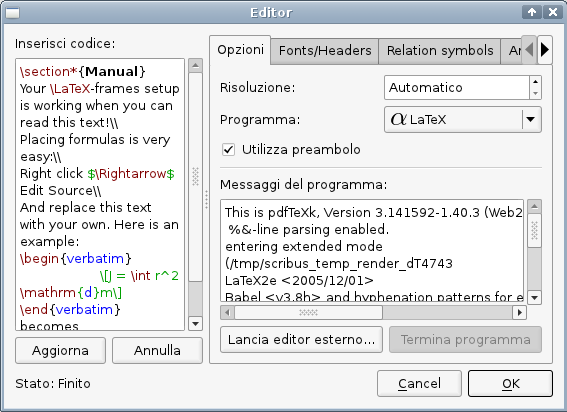 Editor
Inserisci codice:
\section*{Manual}
Your \LaTeX-frames setup
is working when you can
read this text!\\
Placing formulas is very
easy:\\
Right click $\Rightarrow$
Edit Source\\
And replace this text
with your own. Here is an
example:
\begin{verbatim}
\[J = \int r^2
\mathrm{d}m\]
\end{verbatim}
becomes
Aggiorna
Annulla
Stato: Finito
Opzioni
Fonts/Headers
Relation symbols
Ar
Risoluzione:
Automatico
Programma:
α LaTeX
Utilizza preambolo
Messaggi del programma:
This is pdfTeXk, Version 3.141592-1.40.3 (Web2
%&-line parsing enabled.
entering extended mode
(/tmp/scribus_temp_render_dT4743
LaTeX2e <2005/12/01>
Babel <v3.8h> and hyphenation patterns for e
Lancia editor esterno...
Termina programma
Cancel
OK